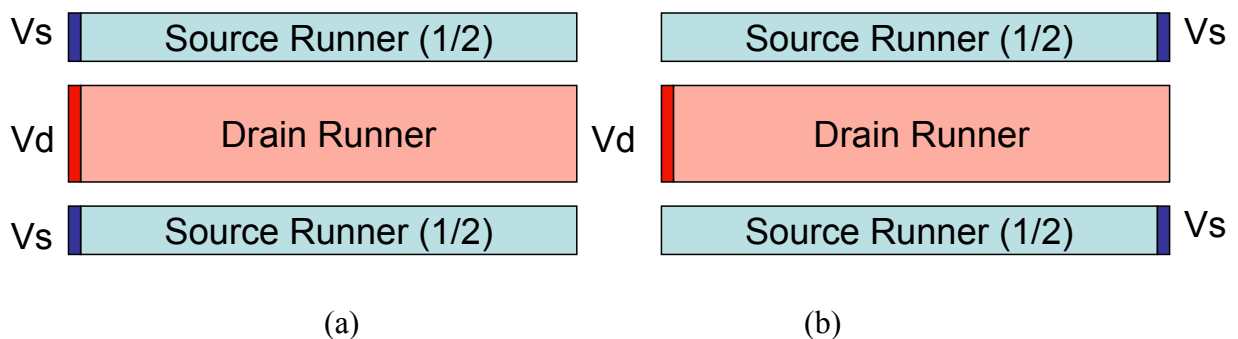 Vs Source Runner (1/2)
Vd Drain Runner
Vs Source Runner (1/2)
(a)
Source Runner (1/2) Vs
Vd Drain Runner
Source Runner (1/2) Vs
(b)